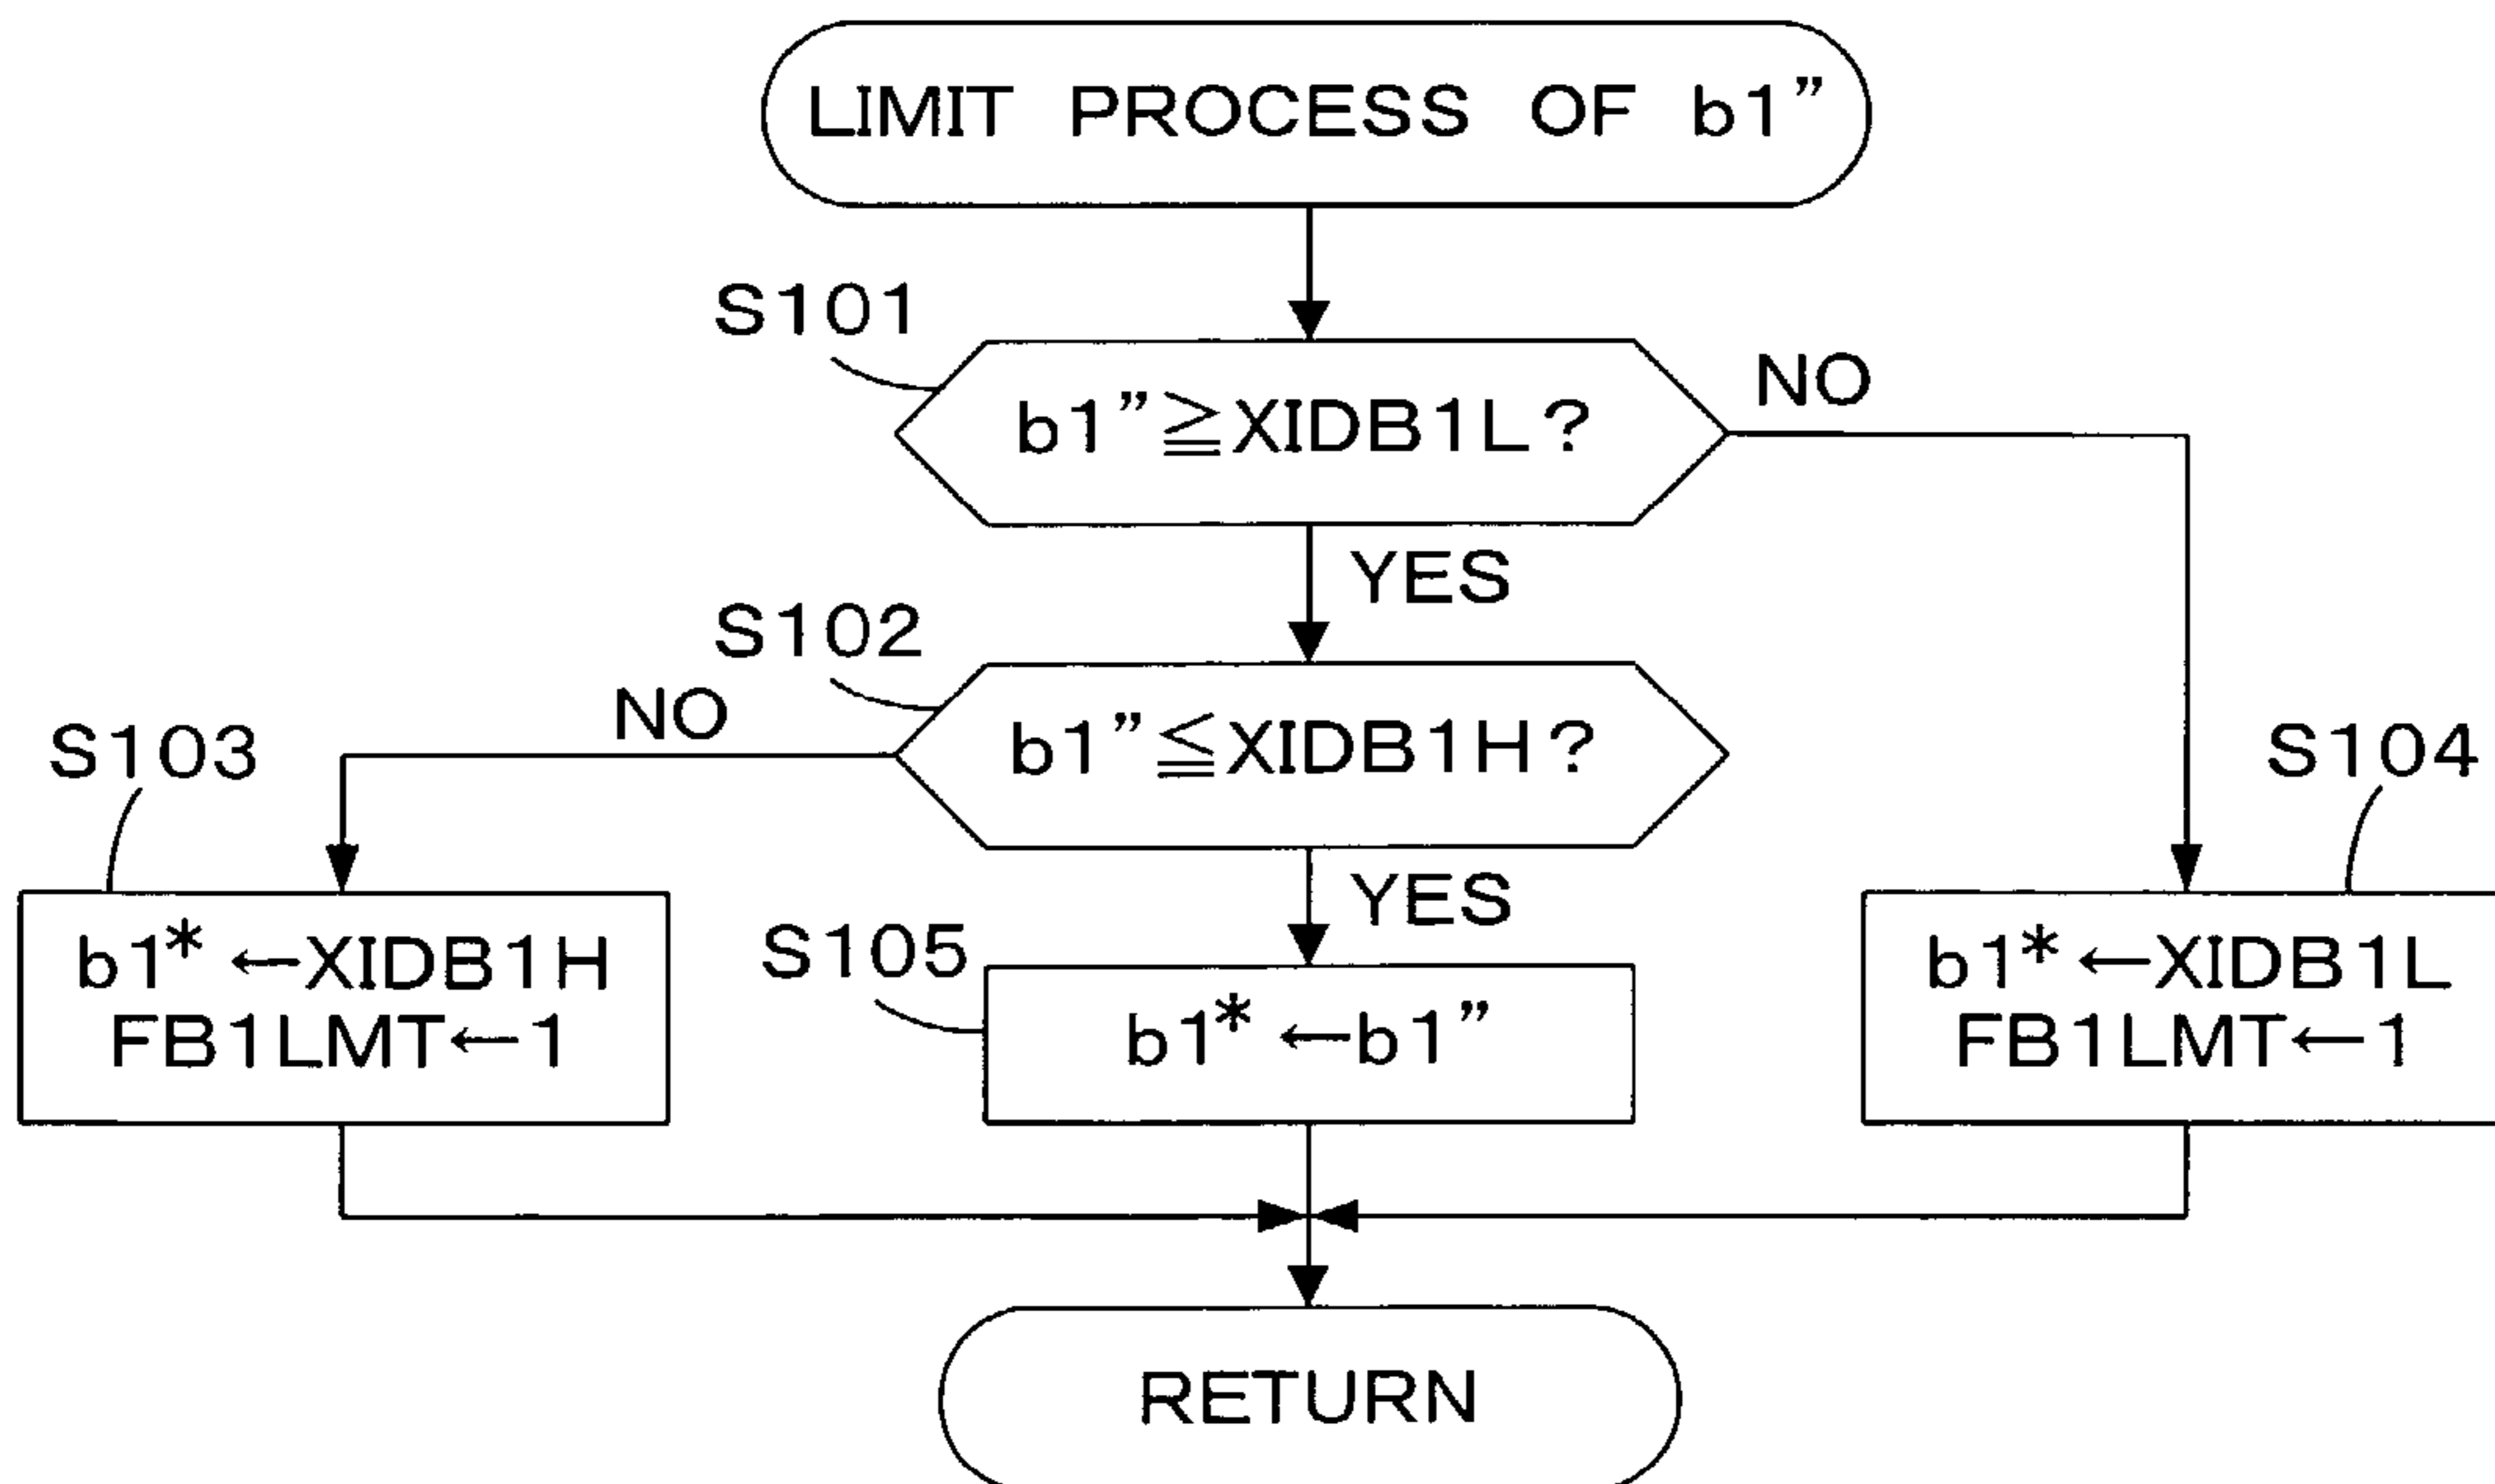 LIMIT PROCESS OF b1”
S101
b1”≧XIDB1L?
NO
YES
S102
b1”≦XIDB1H?
NO
YES
S103
b1* ←XIDB1H
FB1LMT←1
S105
b1* ←b1”
S104
b1* ←XIDB1L
FB1LMT←1
RETURN